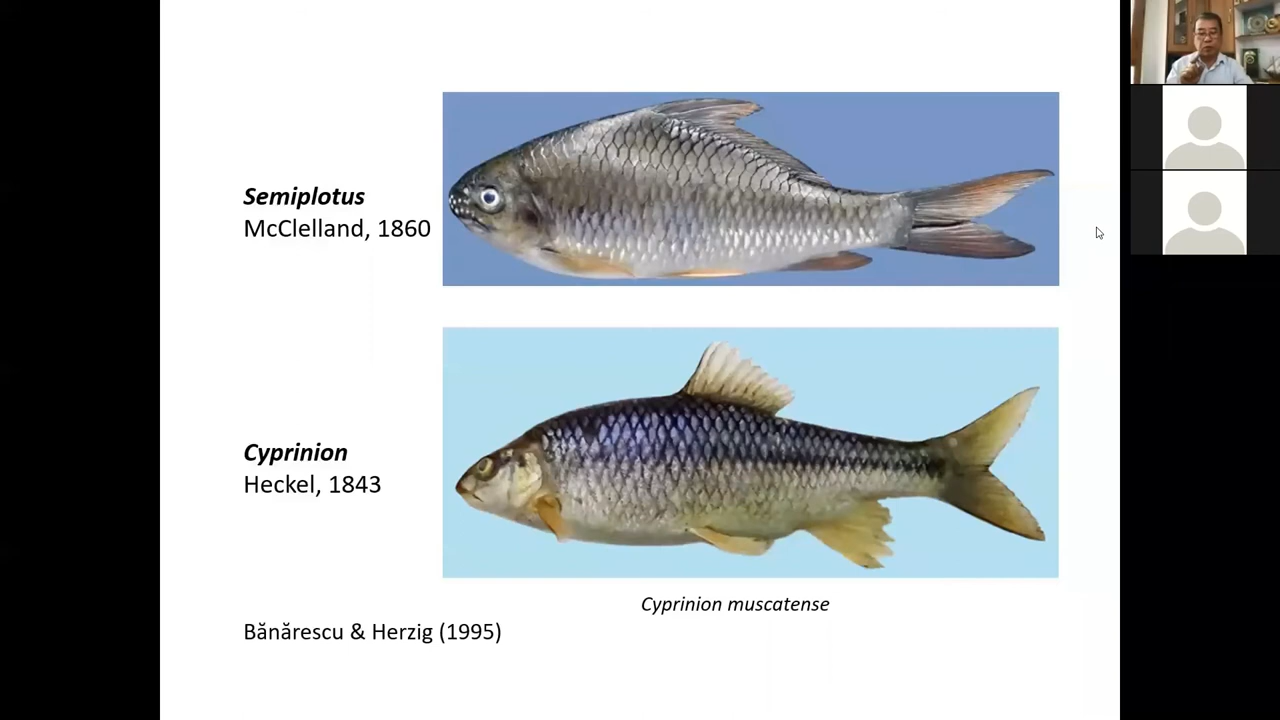 Semiplotus
McClelland, 1860
Cyprinion
Heckel, 1843
Cyprinion muscatense
Bănărescu & Herzig (1995)